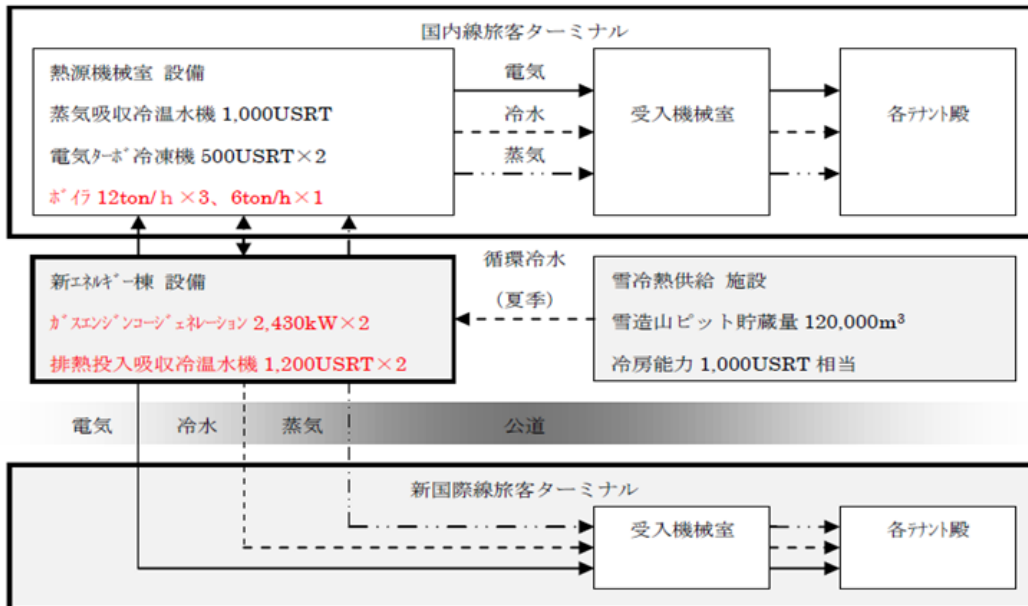 国内線旅客ターミナル
熱源機械室 設備
蒸気吸収冷温水機 1,000USRT
電気ﾀｰﾎﾞ冷凍機 500USRT×2
ﾎﾞｲﾗ 12ton/ｈ×3、6ton/h×1
電気
冷水
蒸気
受入機械室
各ﾃﾅﾝﾄ殿
新ｴﾈﾙｷﾞｰ棟 設備
ｶﾞｽｴﾝｼﾞﾝｺｰｼﾞｪﾈﾚｰｼｮﾝ 2,430kW×2
排熱投入吸収冷温水機 1,200USRT×2
循環冷水
（夏季）
雪冷熱供給 施設
雪造山ピット貯蔵量 120,000m³
冷房能力 1,000USRT 相当
電気 冷水 蒸気 公道
新国際線旅客ターミナル
受入機械室
各ﾃﾅﾝﾄ殿